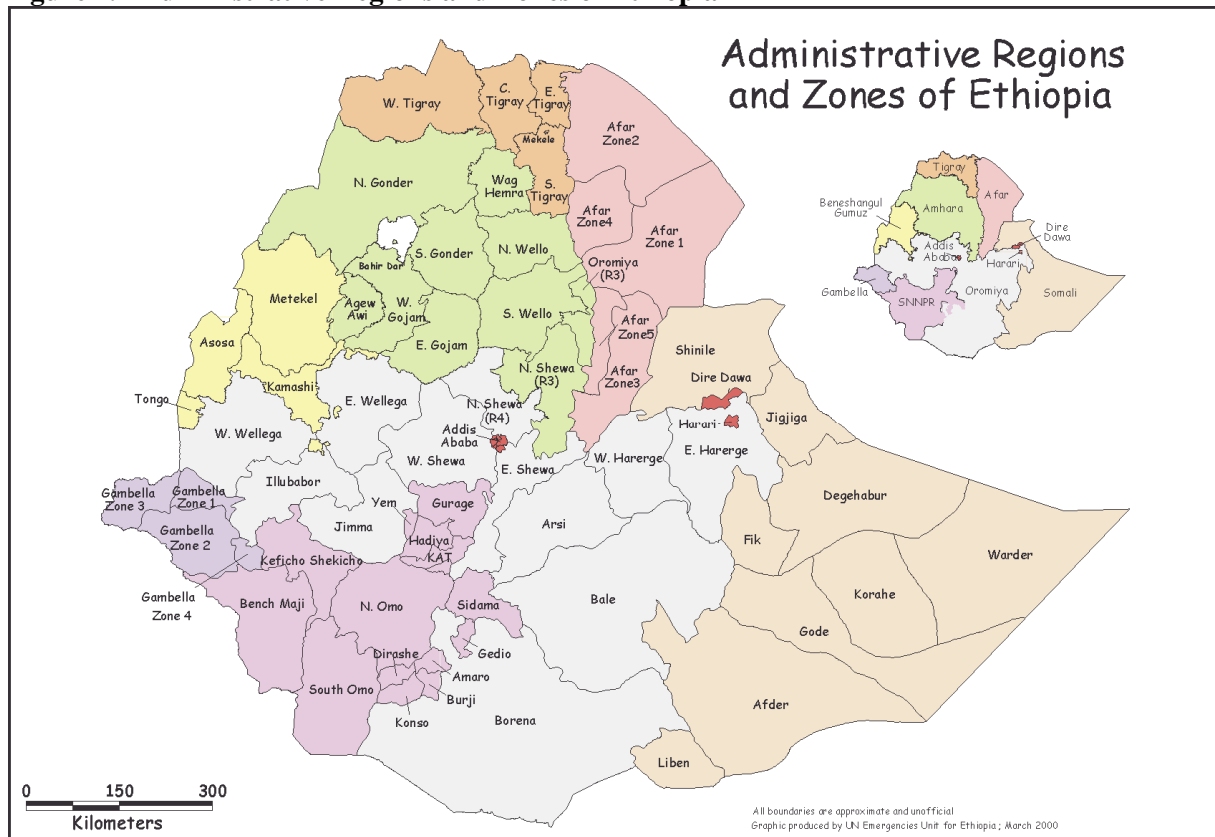 Administrative Regions
and Zones of Ethiopia
W. Tigray
C.
Tigray
E.
Tigray
Mekele
S.
Tigray
Afar
Zone2
N. Gonder
Wag
Hemra
Afar
Zone4
Afar
Zone 1
S. Gonder
N. Wello
Oromiya
(R3)
Bahir Dar
Metekel
Agew
Awi
W.
Gojam
S. Wello
E. Gojam
Afar
Zone5
Asosa
N. Shewa
(R3)
Afar
Zone3
Shinile
Kamashi
Dire Dawa
Tongo
E. Wellega
N. Shewa
(R4)
Jigjiga
Harari
W. Wellega
Addis
Ababa
W. Shewa
E. Shewa
W. Harerge
E. Harerge
Illubabor
Gambella
Zone 3
Gambella
Zone 1
Yem
Gurage
Degehabur
Gambella
Zone 2
Jimma
Arsi
Hadiya
KAT
Fik
Warder
Keficho Shekicho
Gambella
Zone 4
Bench Maji
N. Omo
Sidama
Bale
Korahe
Gode
Dirashe
Gedio
Amaro
South Omo
Burji
Konso
Borena
Afder
Liben
Tigray
Afar
Amhara
Beneshangul
Gumuz
Dire
Dawa
Addis
Ababa
Harari
Gambella
Oromiya
SNNPR
Somali
0 150 300
Kilometers
All boundaries are approximate and unofficial
Graphic produced by UN Emergencies Unit for Ethiopia; March 2000